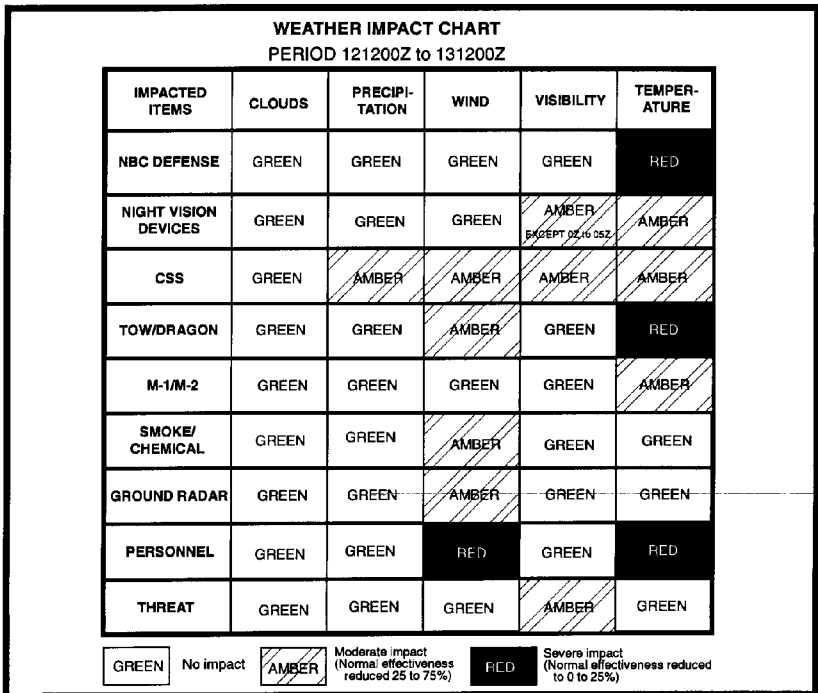 WEATHER IMPACT CHART
PERIOD 121200Z to 131200Z
IMPACTED ITEMS CLOUDS PRECIPI-TATION WIND VISIBILITY TEMPER-ATURE
NBC DEFENSE GREEN GREEN GREEN GREEN RED
NIGHT VISION DEVICES GREEN GREEN GREEN AMBER EXCEPT 0Z to 05Z AMBER
CSS GREEN AMBER AMBER AMBER AMBER
TOW/DRAGON GREEN GREEN AMBER GREEN RED
M-1/M-2 GREEN GREEN GREEN GREEN AMBER
SMOKE/ CHEMICAL GREEN GREEN AMBER GREEN GREEN
GROUND RADAR GREEN GREEN AMBER GREEN GREEN
PERSONNEL GREEN GREEN RED GREEN RED
THREAT GREEN GREEN GREEN AMBER GREEN
GREEN No impact
AMBER Moderate impact
(Normal effectiveness
reduced 25 to 75%)
RED Severe impact
(Normal effectiveness reduced
to 0 to 25%)